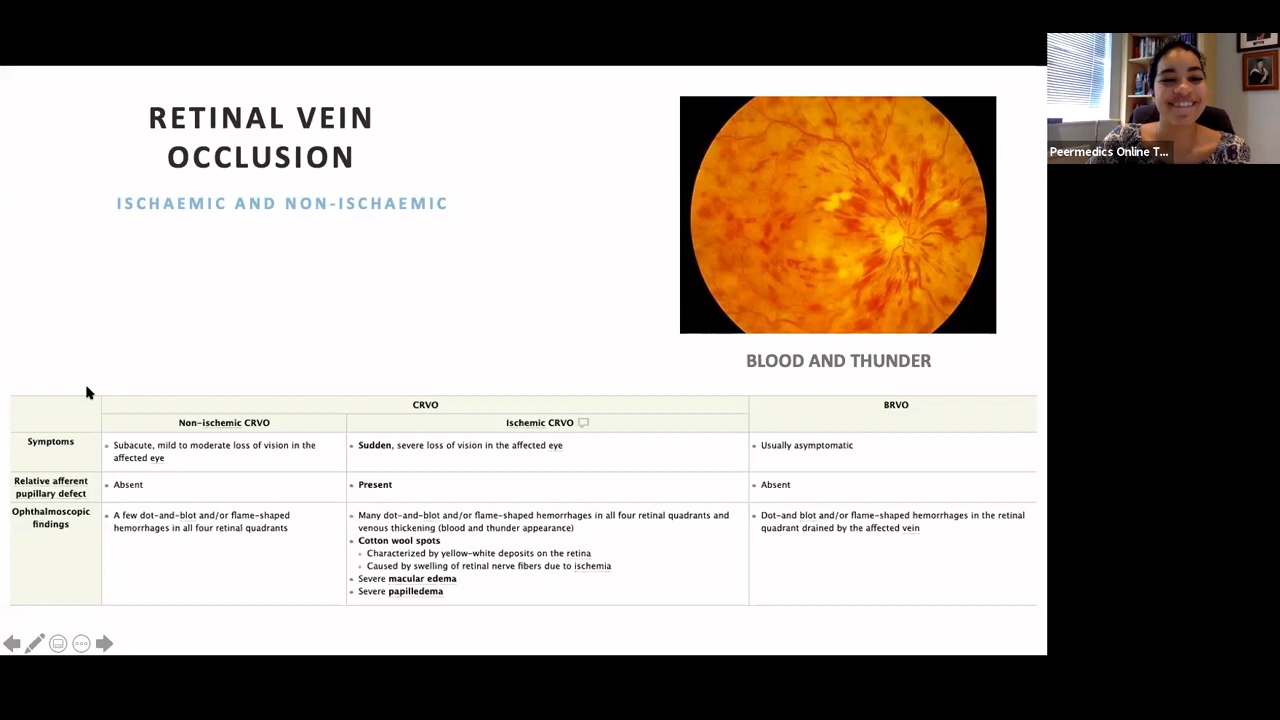 RETINAL VEIN
OCCLUSION
ISCHAEMIC AND NON-ISCHAEMIC
Peermedics Online T...
BLOOD AND THUNDER
CRVO
BRVO
Non-ischemic CRVO
Ischemic CRVO
Symptoms
Subacute, mild to moderate loss of vision in the
affected eye
Sudden, severe loss of vision in the affected eye
Usually asymptomatic
Relative afferent
pupillary defect
Absent
Present
Absent
Ophthalmoscopic
findings
A few dot-and-blot and/or flame-shaped
hemorrhages in all four retinal quadrants
Many dot-and-blot and/or flame-shaped hemorrhages in all four retinal quadrants and
venous thickening (blood and thunder appearance)
Cotton wool spots
Characterized by yellow-white deposits on the retina
Caused by swelling of retinal nerve fibers due to ischemia
Severe macular edema
Severe papilledema
Dot-and blot and/or flame-shaped hemorrhages in the retinal
quadrant drained by the affected vein